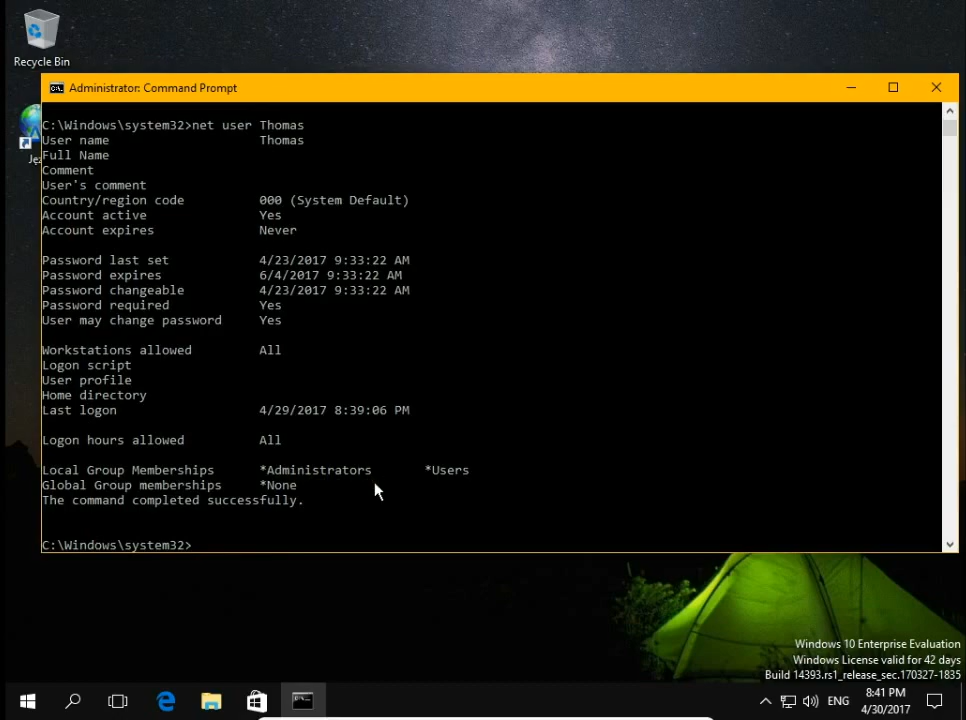 Recycle Bin
Administrator: Command Prompt
C:\Windows\system32>net user Thomas
User name Thomas
Full Name
Comment
User's comment
Country/region code 000 (System Default)
Account active Yes
Account expires Never
Password last set 4/23/2017 9:33:22 AM
Password expires 6/4/2017 9:33:22 AM
Password changeable 4/23/2017 9:33:22 AM
Password required Yes
User may change password Yes
Workstations allowed All
Logon script
User profile
Home directory
Last logon 4/29/2017 8:39:06 PM
Logon hours allowed All
Local Group Memberships *Administrators *Users
Global Group memberships *None
The command completed successfully.
C:\Windows\system32>
Windows 10 Enterprise Evaluation
Windows License valid for 42 days
Build 14393.rs1_release_sec.170327-1835
ENG
8:41 PM
4/30/2017